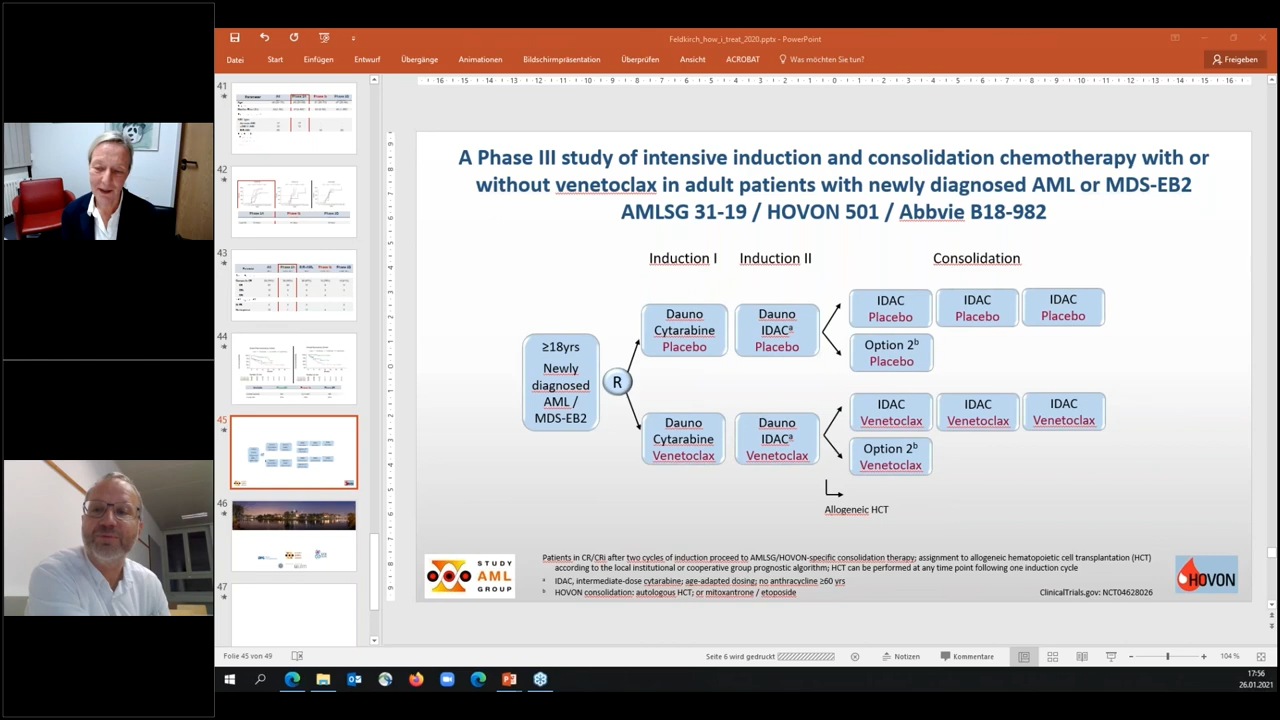 Feldkirch_how_i_treat_2020.pptx - PowerPoint
Datei Start Einfügen Entwurf Übergänge Animationen Bildschirmpräsentation Überprüfen Ansicht ACROBAT Was möchten Sie tun? Freigeben
41
42
43
44
45
46
47
A Phase III study of intensive induction and consolidation chemotherapy with or
without venetoclax in adult patients with newly diagnosed AML or MDS-EB2
AMLSG 31-19 / HOVON 501 / Abbvie B18-982
Induction I Induction II Consolidation
≥18yrs
Newly
diagnosed
AML /
MDS-EB2
R
Dauno
Cytarabine
Placebo
Dauno
IDACª
Placebo
IDAC
Placebo
IDAC
Placebo
IDAC
Placebo
Option 2ᵇ
Placebo
Dauno
Cytarabine
Venetoclax
Dauno
IDACª
Venetoclax
IDAC
Venetoclax
IDAC
Venetoclax
IDAC
Venetoclax
Option 2ᵇ
Venetoclax
Allogeneic HCT
Patients in CR/CRi after two cycles of induction proceed to AMLSG/HOVON-specific consolidation therapy; assignment to allogenic hematopoietic cell transplantation (HCT)
according to the local institutional or cooperative group prognostic algorithm; HCT can be performed at any time point following one induction cycle
a IDAC, intermediate-dose cytarabine; age-adapted dosing; no anthracycline ≥60 yrs
b HOVON consolidation: autologous HCT; or mitoxantrone / etoposide
ClinicalTrials.gov: NCT04628026
STUDY
AML
GROUP
HOVON
Folie 45 von 49
Seite 6 wird gedruckt
Notizen
Kommentare
104 %
17:56
26.01.2021